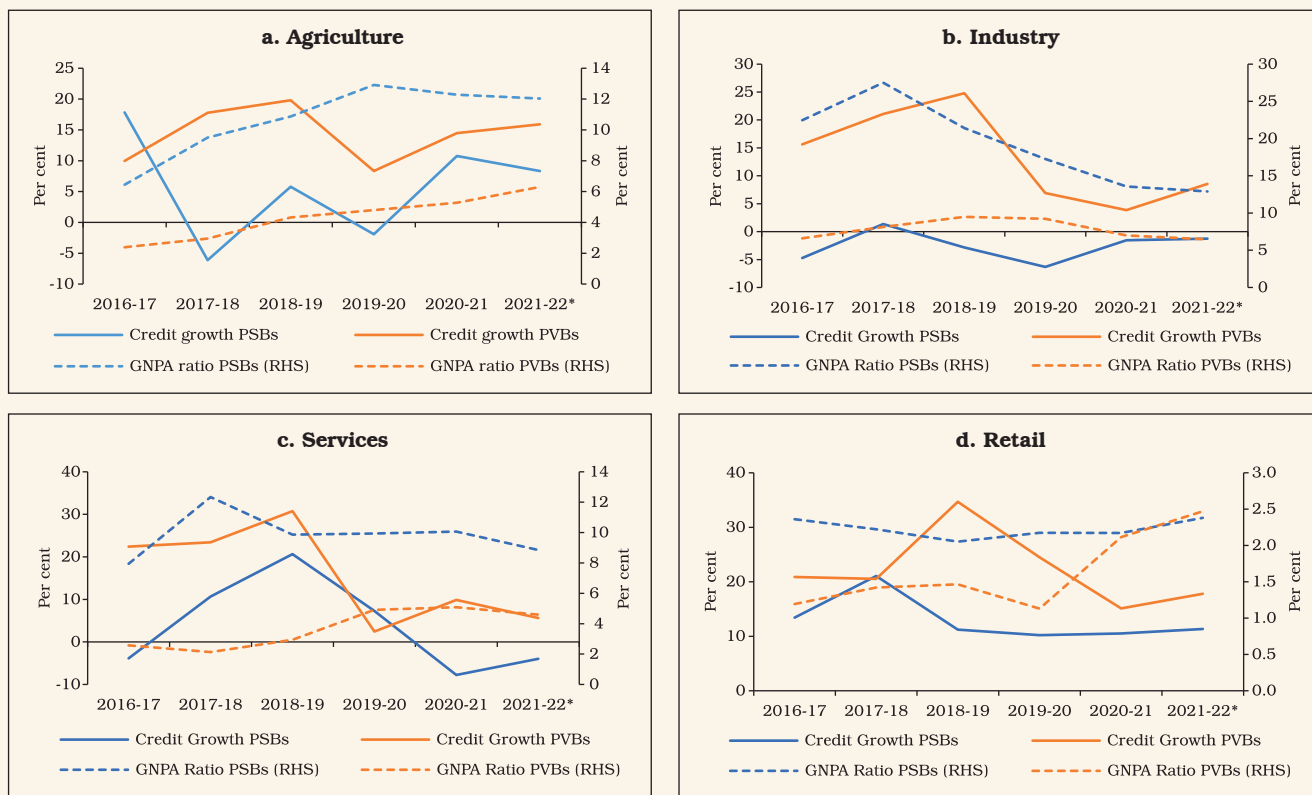 a. Agriculture
25
20
15
10
5
0
-5
-10
Per cent
14
12
10
8
6
4
2
0
Per cent
2016-17 2017-18 2018-19 2019-20 2020-21 2021-22*
Credit growth PSBs Credit growth PVBs
GNPA ratio PSBs (RHS) GNPA ratio PVBs (RHS)
b. Industry
30
25
20
15
10
5
0
-5
-10
Per cent
30
25
20
15
10
5
0
Per cent
2016-17 2017-18 2018-19 2019-20 2020-21 2021-22*
Credit Growth PSBs Credit Growth PVBs
GNPA Ratio PSBs (RHS) GNPA Ratio PVBs (RHS)
c. Services
40
30
20
10
0
-10
Per cent
14
12
10
8
6
4
2
0
Per cent
2016-17 2017-18 2018-19 2019-20 2020-21 2021-22*
Credit Growth PSBs Credit Growth PVBs
GNPA Ratio PSBs (RHS) GNPA Ratio PVBs (RHS)
d. Retail
40
30
20
10
0
Per cent
3.0
2.5
2.0
1.5
1.0
0.5
0.0
Per cent
2016-17 2017-18 2018-19 2019-20 2020-21 2021-22*
Credit Growth PSBs Credit Growth PVBs
GNPA Ratio PSBs (RHS) GNPA Ratio PVBs (RHS)